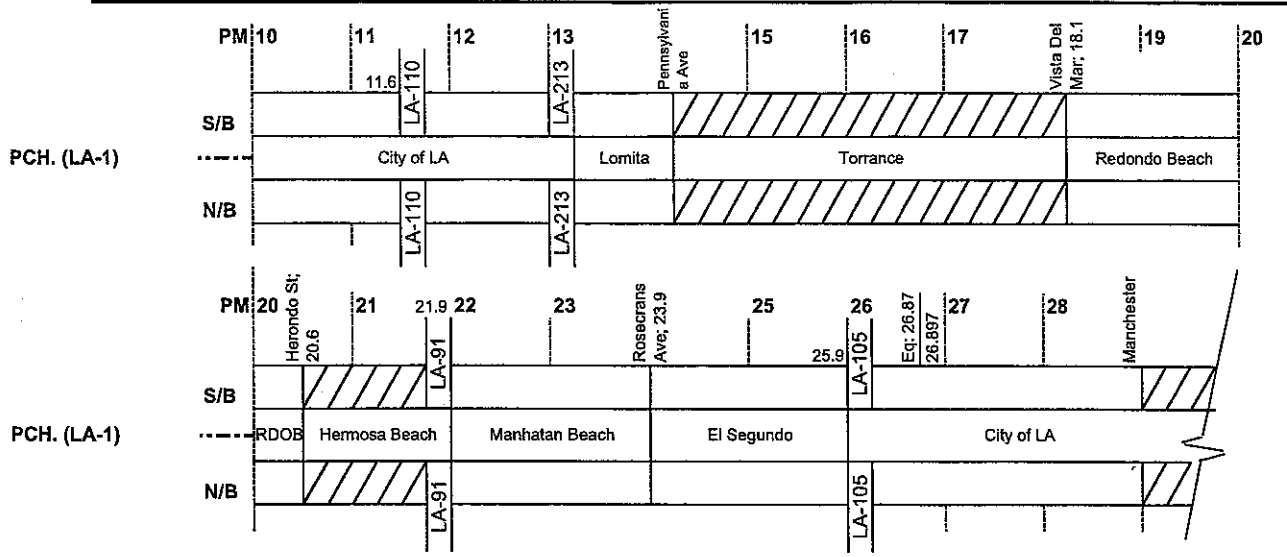 PM 10 11 12 13 15 16 17 19 20
Pennsylvani
a Ave
Vista Del
Mar; 18.1
11.6
LA-110
LA-213
S/B
PCH. (LA-1)
City of LA Lomita Torrance Redondo Beach
N/B
LA-110
LA-213
PM 20 21 22 23 25 26 27 28
Herondo St;
20.6
21.9
LA-91
Rosecrans
Ave; 23.9
25.9
LA-105
Eq: 26.87
26.897
Manchester
S/B
PCH. (LA-1)
RDOB Hermosa Beach Manhatan Beach El Segundo City of LA
N/B
LA-91
LA-105